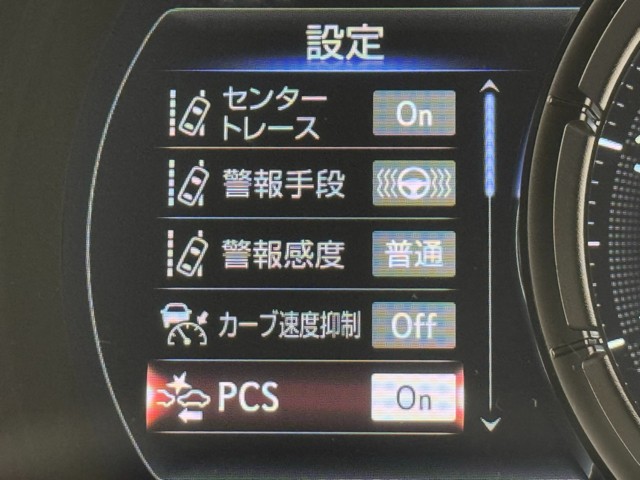 設定
センター
トレース
On
警報手段
警報感度 普通
カーブ速度抑制 Off
PCS On